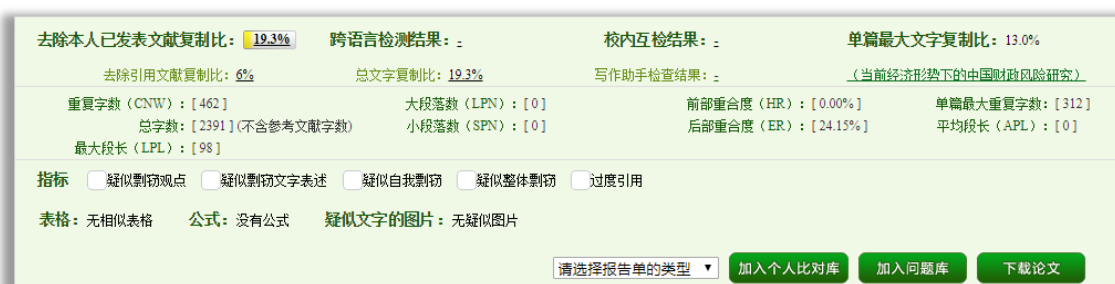 去除本人已发表文献复制比： 19.3% 跨语言检测结果：- 校内互检结果：- 单篇最大文字复制比：13.0%
去除引用文献复制比：6% 总文字复制比：19.3% 写作助手检查结果：- （当前经济形势下的中国财政风险研究）
重复字数（CNW）：[462] 大段落数（LPN）：[0] 前部重合度（HR）：[0.00%] 单篇最大重复字数：[312]
总字数：[2391](不含参考文献字数) 小段落数（SPN）：[0] 后部重合度（ER）：[24.15%] 平均段长（APL）：[0]
最大段长（LPL）：[98]
指标 疑似剽窃观点 疑似剽窃文字表述 疑似自我剽窃 疑似整体剽窃 过度引用
表格：无相似表格 公式：没有公式 疑似文字的图片：无疑似图片
请选择报告单的类型 ▼ 加入个人比对库 加入问题库 下载论文